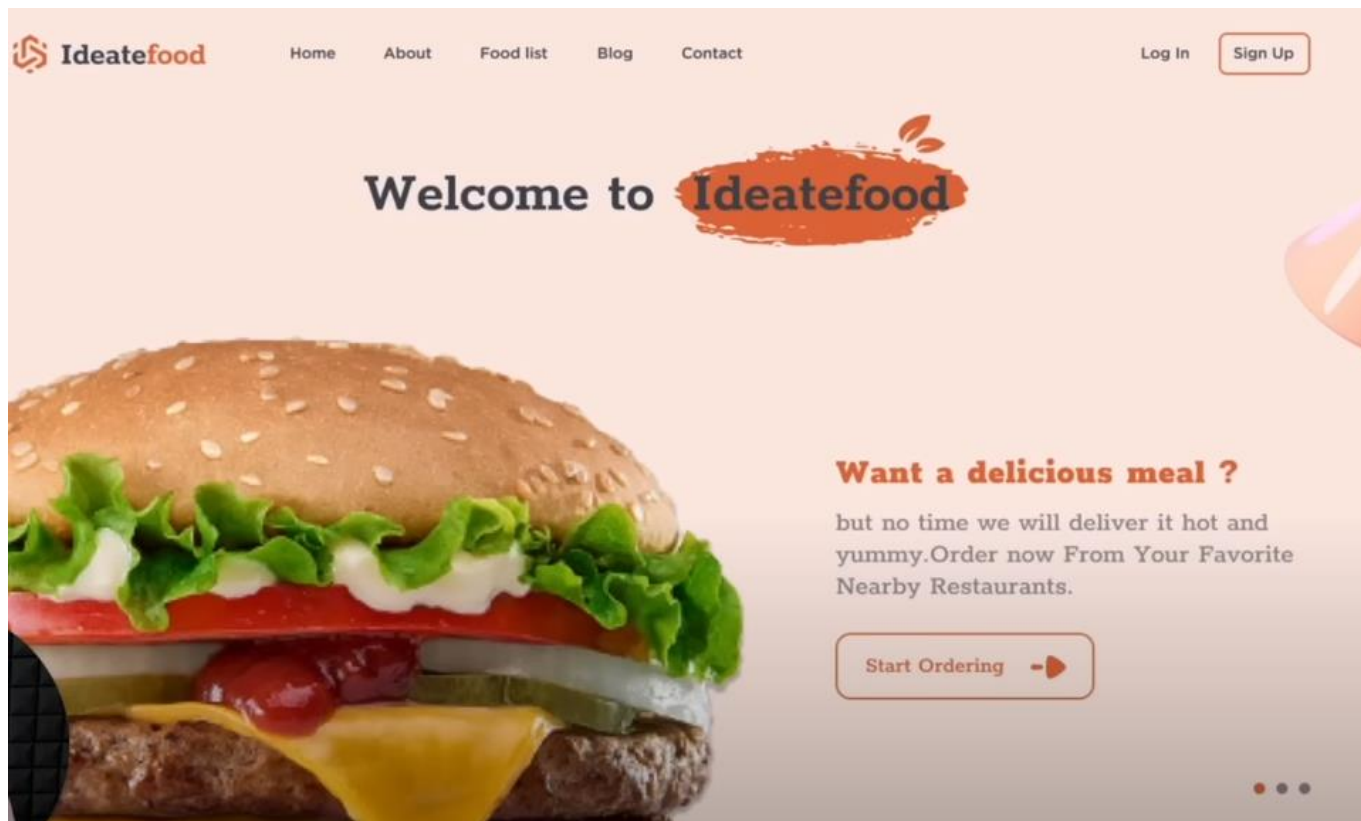 Ideatefood
Home
About
Food list
Blog
Contact
Log In
Sign Up
Welcome to Ideatefood
Want a delicious meal ?
but no time we will deliver it hot and
yummy.Order now From Your Favorite
Nearby Restaurants.
Start Ordering